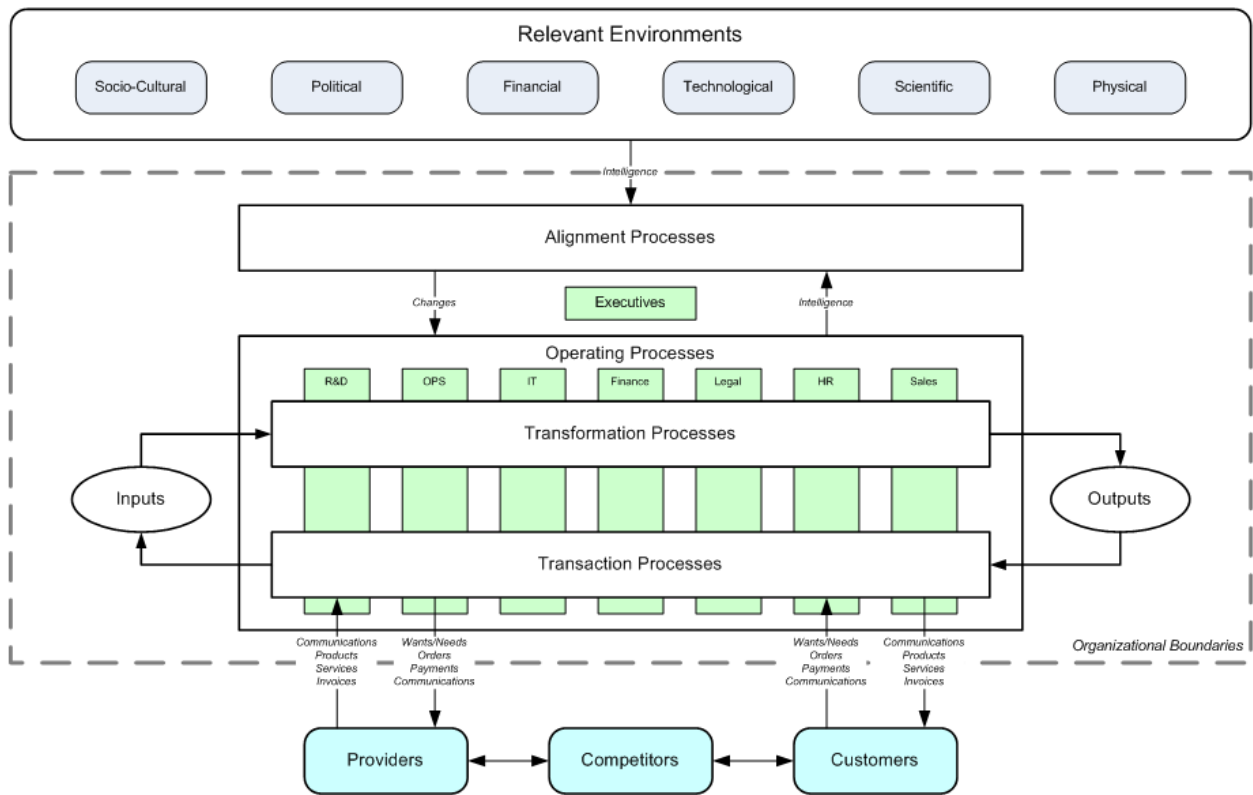 Relevant Environments
Socio-Cultural
Political
Financial
Technological
Scientific
Physical
Intelligence
Alignment Processes
Changes
Executives
Intelligence
Operating Processes
R&D
OPS
IT
Finance
Legal
HR
Sales
Transformation Processes
Inputs
Outputs
Transaction Processes
Communications
Products
Services
Invoices
Wants/Needs
Orders
Payments
Communications
Wants/Needs
Orders
Payments
Communications
Communications
Products
Services
Invoices
Organizational Boundaries
Providers
Competitors
Customers